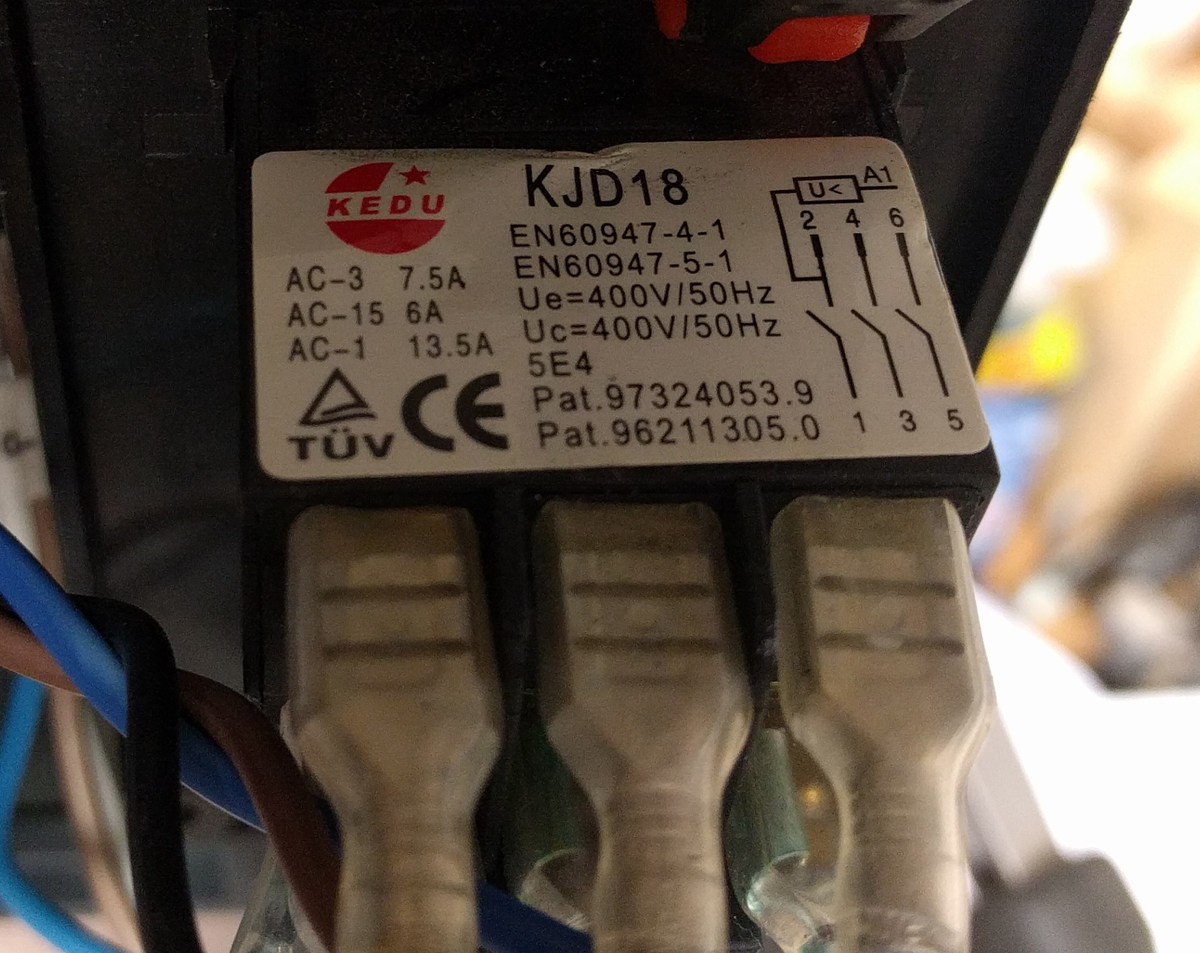 KEDU
KJD18
EN60947-4-1
EN60947-5-1
AC-3 7.5A
Ue=400V/50Hz
AC-15 6A
Uc=400V/50Hz
AC-1 13.5A
5E4
Pat.97324053.9
Pat.96211305.0
TÜV CE
U< A1
2 4 6
1 3 5